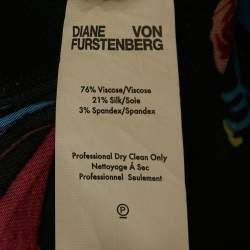 DIANE VON
FURSTENBERG
76% Viscose/Viscose
21% Silk/Soie
3% Spandex/Spandex
Professional Dry Clean Only
Nettoyage À Sec
Professionnel Seulement
P